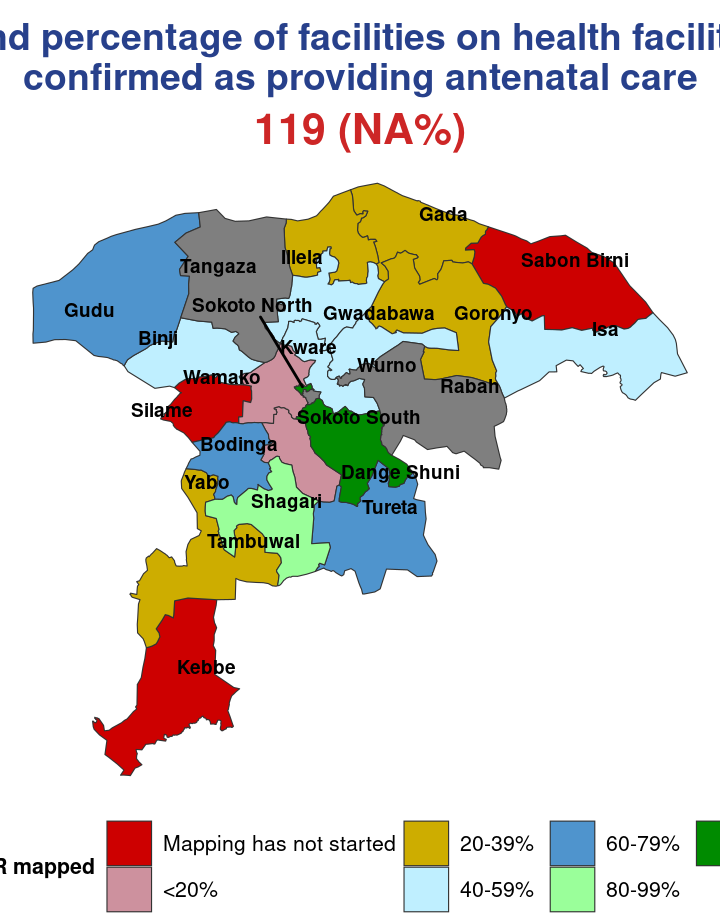 nd percentage of facilities on health facilit
confirmed as providing antenatal care
119 (NA%)
Gada
Illela
Sabon Birni
Tangaza
Sokoto North
Gudu
Gwadabawa
Goronyo
Isa
Binji
Kware
Wurno
Wamako
Rabah
Silame
Sokoto South
Bodinga
Dange Shuni
Yabo
Shagari
Tureta
Tambuwal
Kebbe
R mapped
Mapping has not started
<20%
20-39%
40-59%
60-79%
80-99%